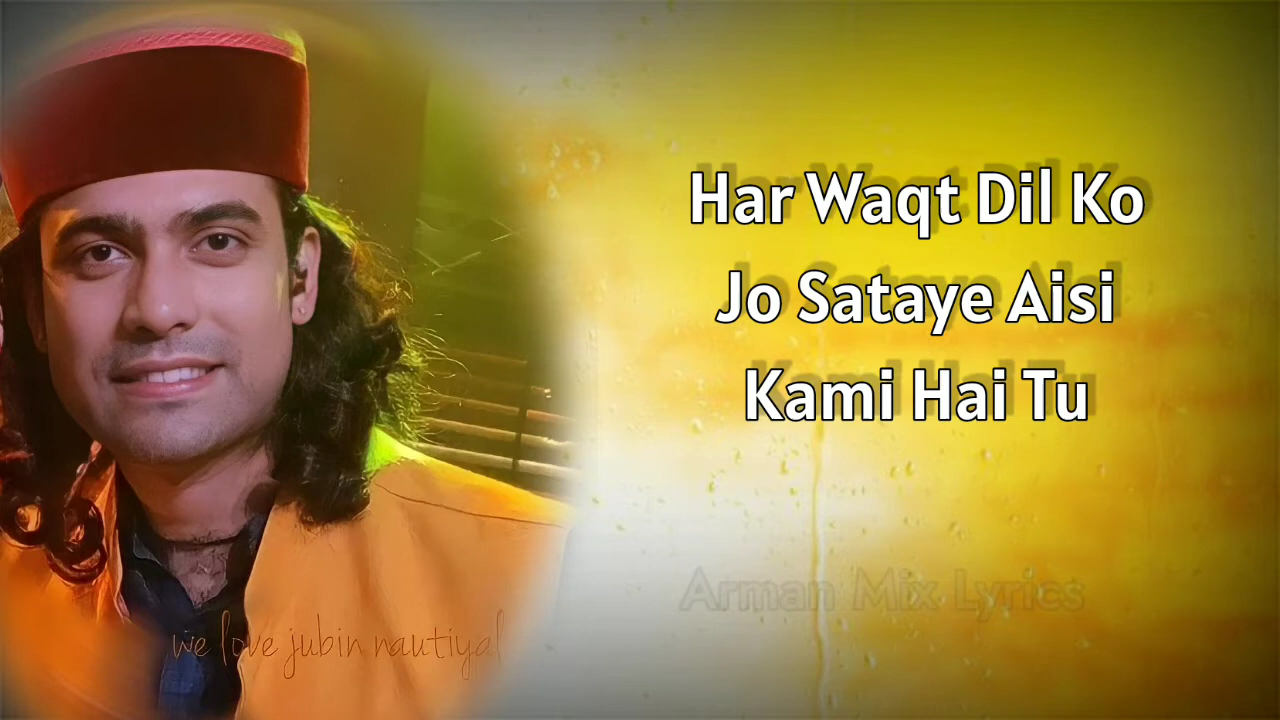 Har Waqt Dil Ko
Jo Sataye Aisi
Kami Hai Tu
Arman Mix Lyrics
we love jubin nautiyal